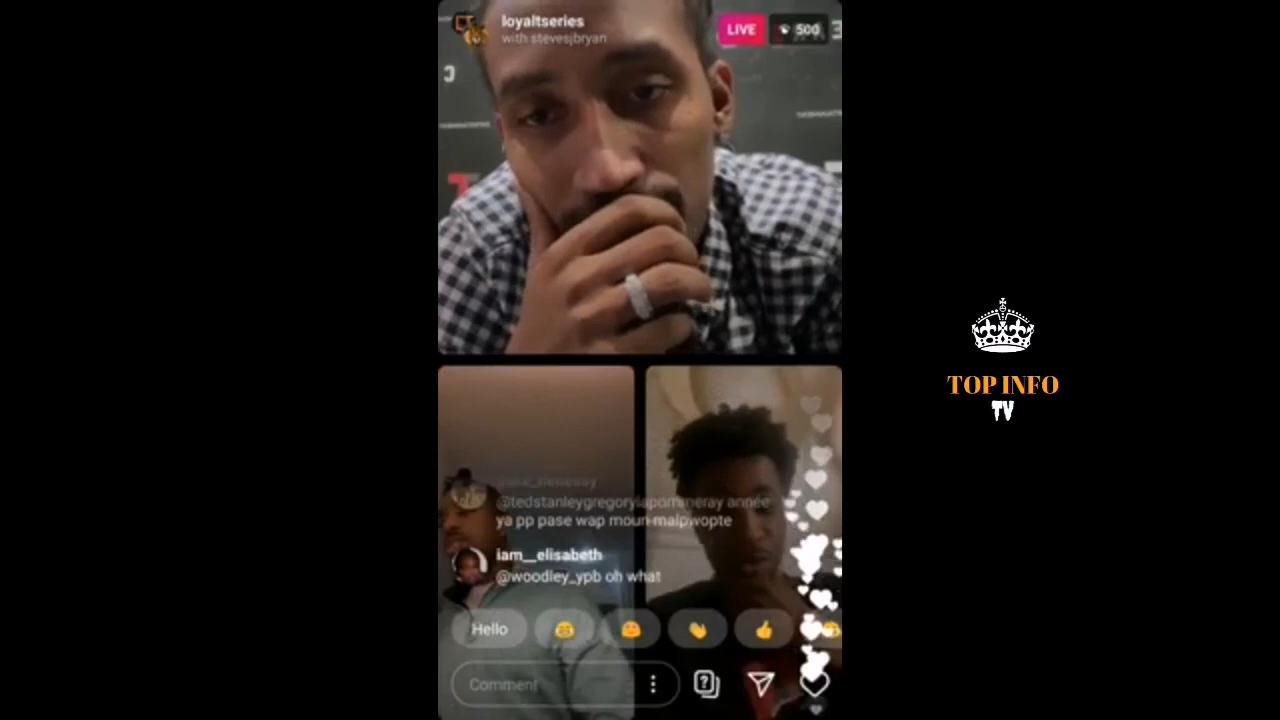 loyaltseries
with stevesjbryan
LIVE
500
@tedstanleygregorylapommeray année
ya pp pase wap moun malpwopte
iam__elisabeth
@woodley_ypb oh what
Hello
Comment
TOP INFO
TV